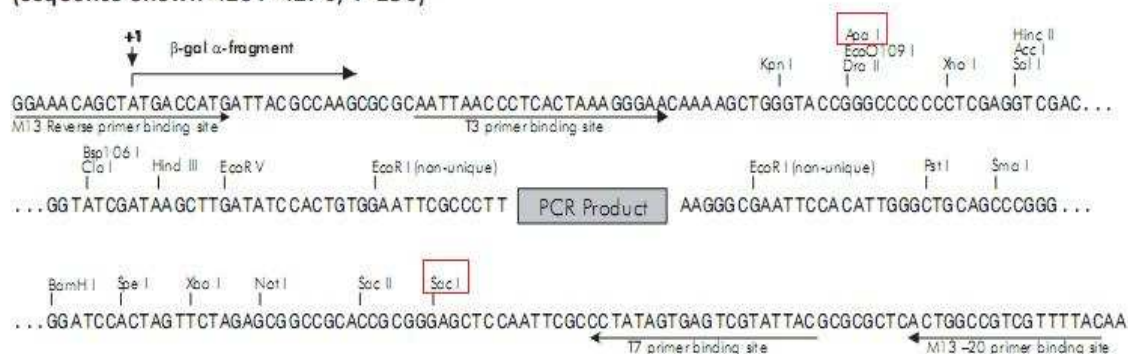 (sequence shown
Apa I
Hinc II
+1
β-gal α-fragment
EcoO109 I
Acc I
Kpn I
Dra II
Xho I
Sal I
GGAAACAGCTATGACCATGATTACGCCAAGCGCGCAATTAACCCTCACTAAAGGGAACAAAAGCTGGGTACCGGGCCCCCCCTCGAGGTCGAC...
M13 Reverse primer binding site
T3 primer binding site
Bsp106 I
Cla I
Hind III
EcoR V
EcoR I (non-unique)
EcoR I (non-unique)
Pst I
Sma I
...GGTATCGATAAGCTTGATATCCACTGTGGAATTCGCCCTT
PCR Product
AAGGGCGAATTCCACATTGGGCTGCAGCCCGGG...
BamH I
Spe I
Xba I
Not I
Sac II
Sac I
...GGATCCACTAGTTCTAGAGCGGCCGCACCGCGGGAGCTCCAATTCGCCCTATAGTGAGTCGTATTACGCGCGCTCACTGGCCGTCGTTTTACAA
T7 primer binding site
M13 –20 primer binding site